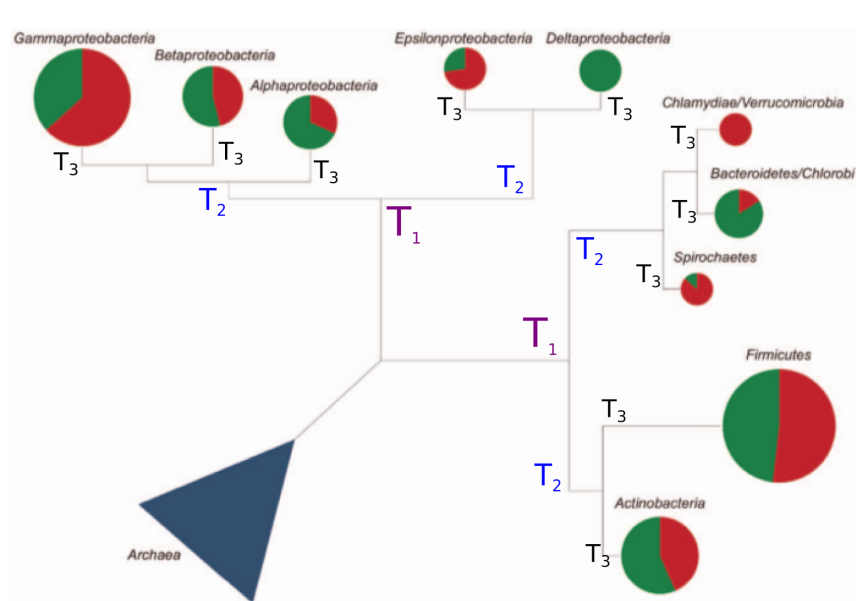 Gammaproteobacteria
Betaproteobacteria
Alphaproteobacteria
Epsilonproteobacteria
Deltaproteobacteria
T3
T3
T3
T3
T3
T2
T2
T1
Chlamydiae/Verrucomicrobia
T3
Bacteroidetes/Chlorobi
T3
T2
Spirochaetes
T3
T1
Firmicutes
T3
T2
Actinobacteria
T3
Archaea